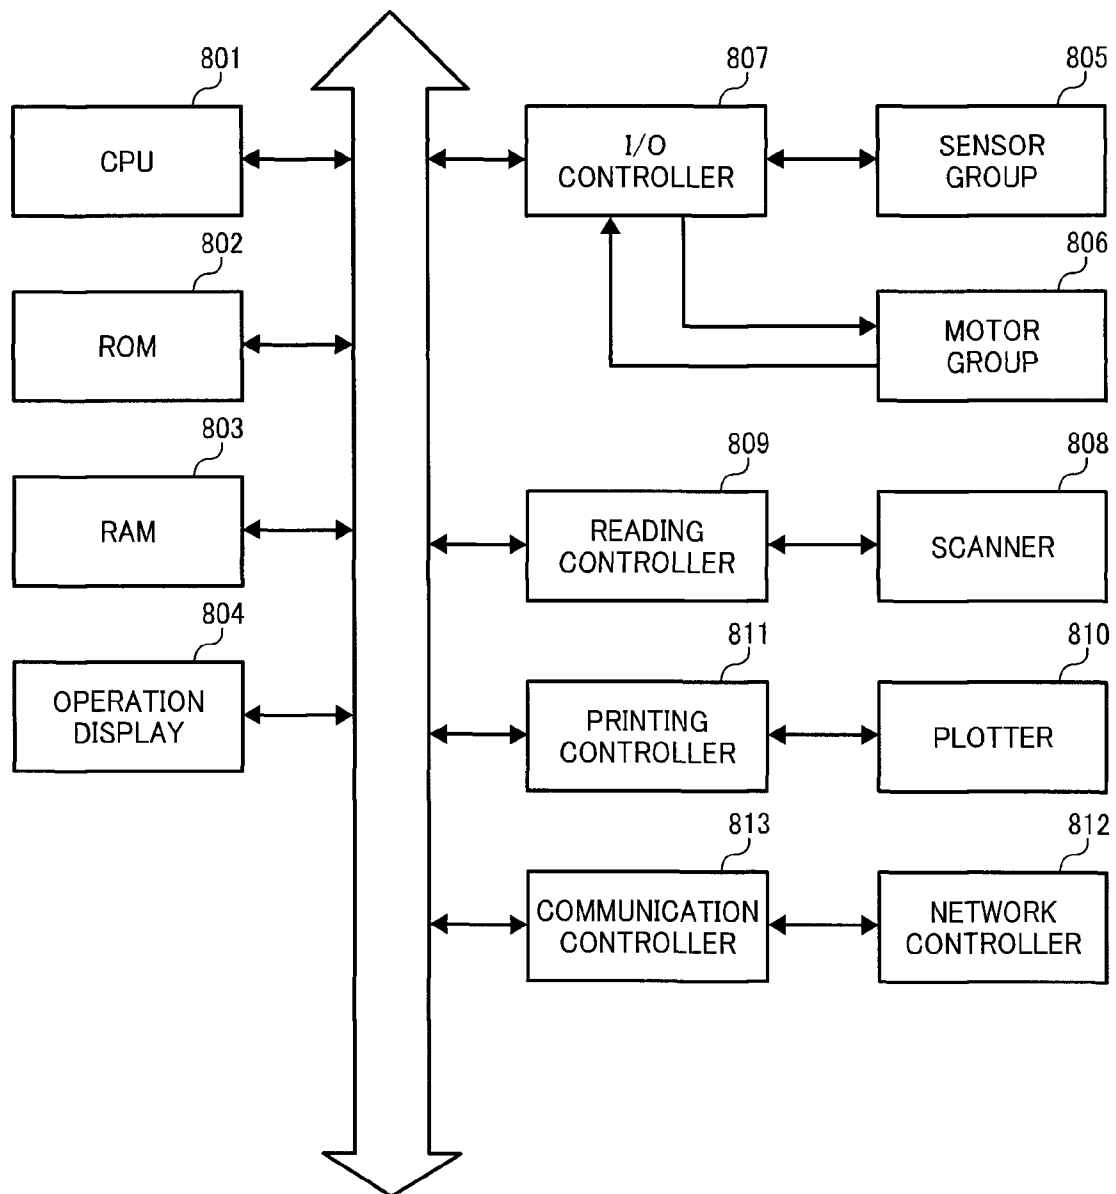 801
CPU
802
ROM
803
RAM
804
OPERATION
DISPLAY
807
I/O
CONTROLLER
805
SENSOR
GROUP
806
MOTOR
GROUP
809
READING
CONTROLLER
808
SCANNER
811
PRINTING
CONTROLLER
810
PLOTTER
813
COMMUNICATION
CONTROLLER
812
NETWORK
CONTROLLER